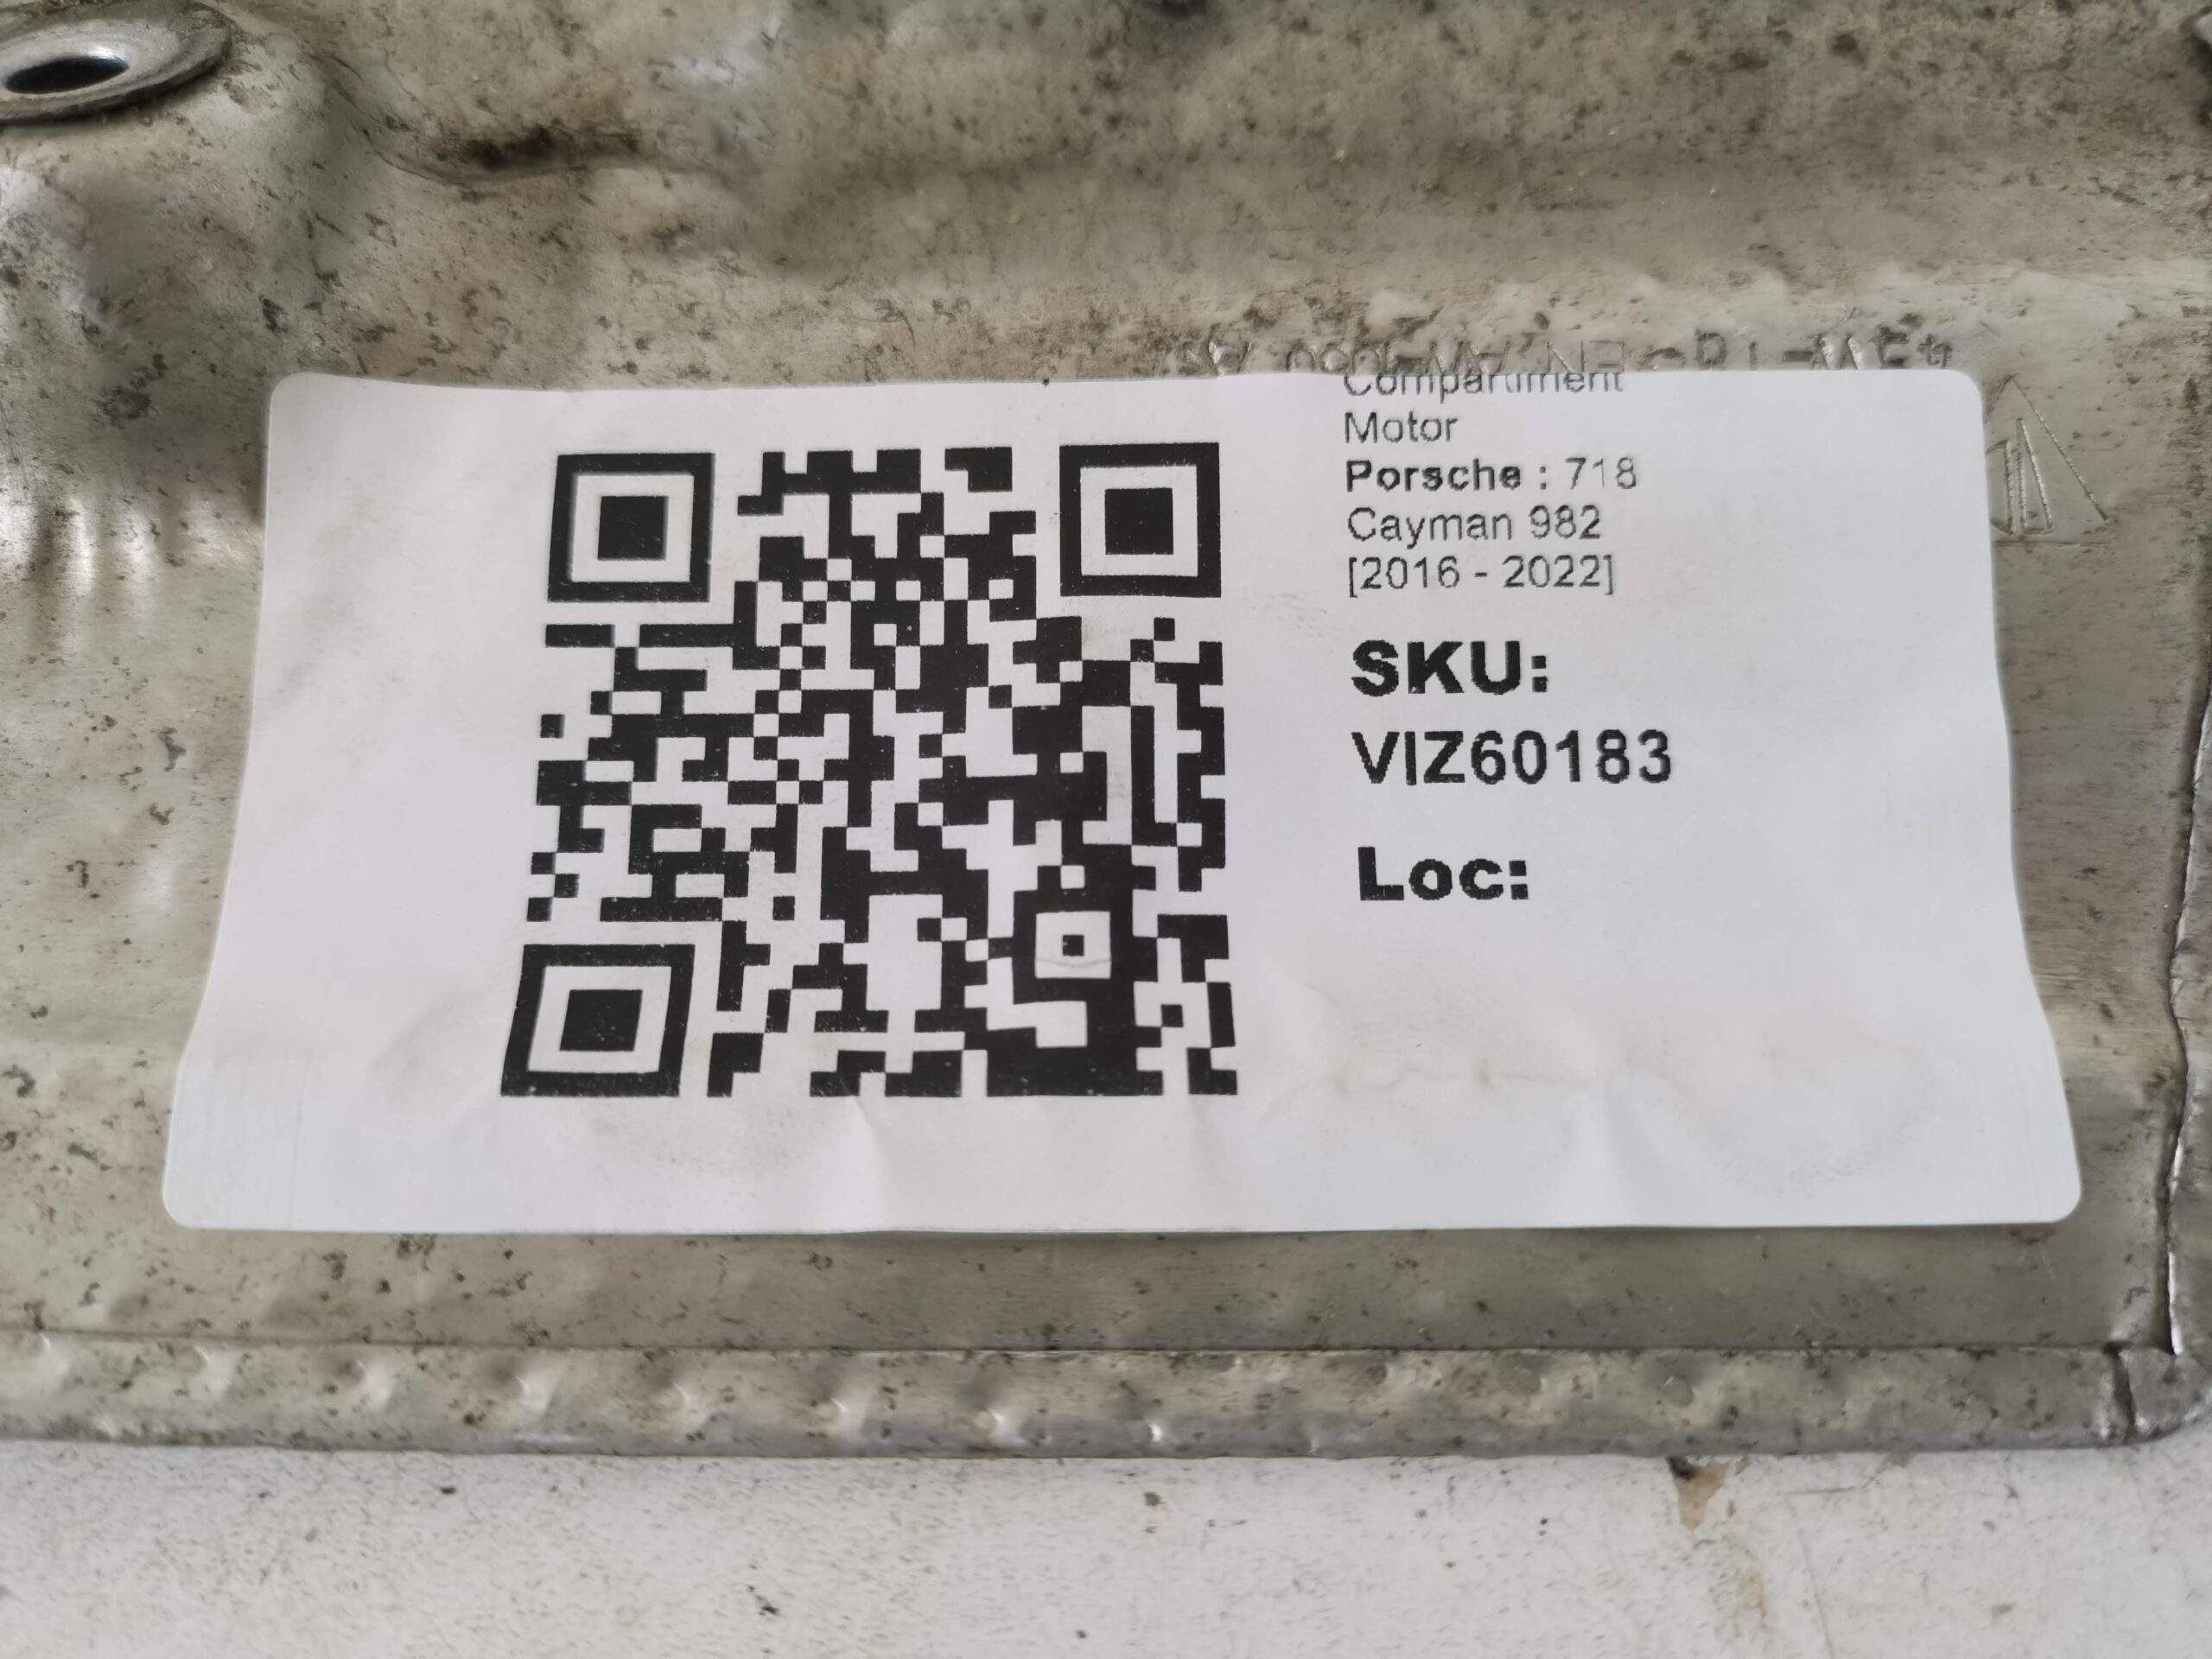 Compartiment
Motor
Porsche : 718
Cayman 982
[2016 - 2022]
SKU:
VIZ60183
Loc: